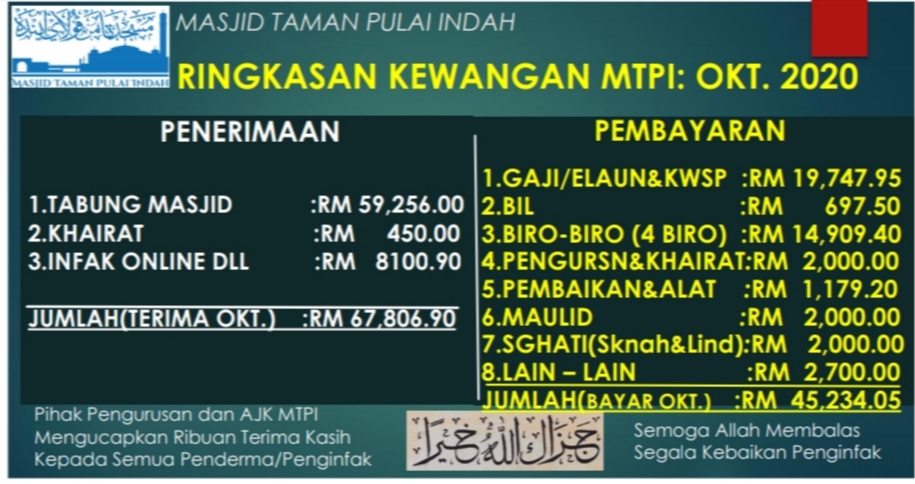 MASJID TAMAN PULAI INDAH
MASJID TAMAN PULAI INDAH
RINGKASAN KEWANGAN MTPI: OKT. 2020
PENERIMAAN
1.TABUNG MASJID :RM 59,256.00
2.KHAIRAT :RM 450.00
3.INFAK ONLINE DLL :RM 8100.90
JUMLAH(TERIMA OKT.) :RM 67,806.90
PEMBAYARAN
1.GAJI/ELAUN&KWSP :RM 19,747.95
2.BIL :RM 697.50
3.BIRO-BIRO (4 BIRO) :RM 14,909.40
4.PENGURSN&KHAIRAT:RM 2,000.00
5.PEMBAIKAN&ALAT :RM 1,179.20
6.MAULID :RM 2,000.00
7.SGHATI(Sknah&Lind):RM 2,000.00
8.LAIN – LAIN :RM 2,700.00
JUMLAH(BAYAR OKT.) :RM 45,234.05
Pihak Pengurusan dan AJK MTPI
Mengucapkan Ribuan Terima Kasih
Kepada Semua Penderma/Penginfak
جزاك الله خيرا
Semoga Allah Membalas
Segala Kebaikan Penginfak